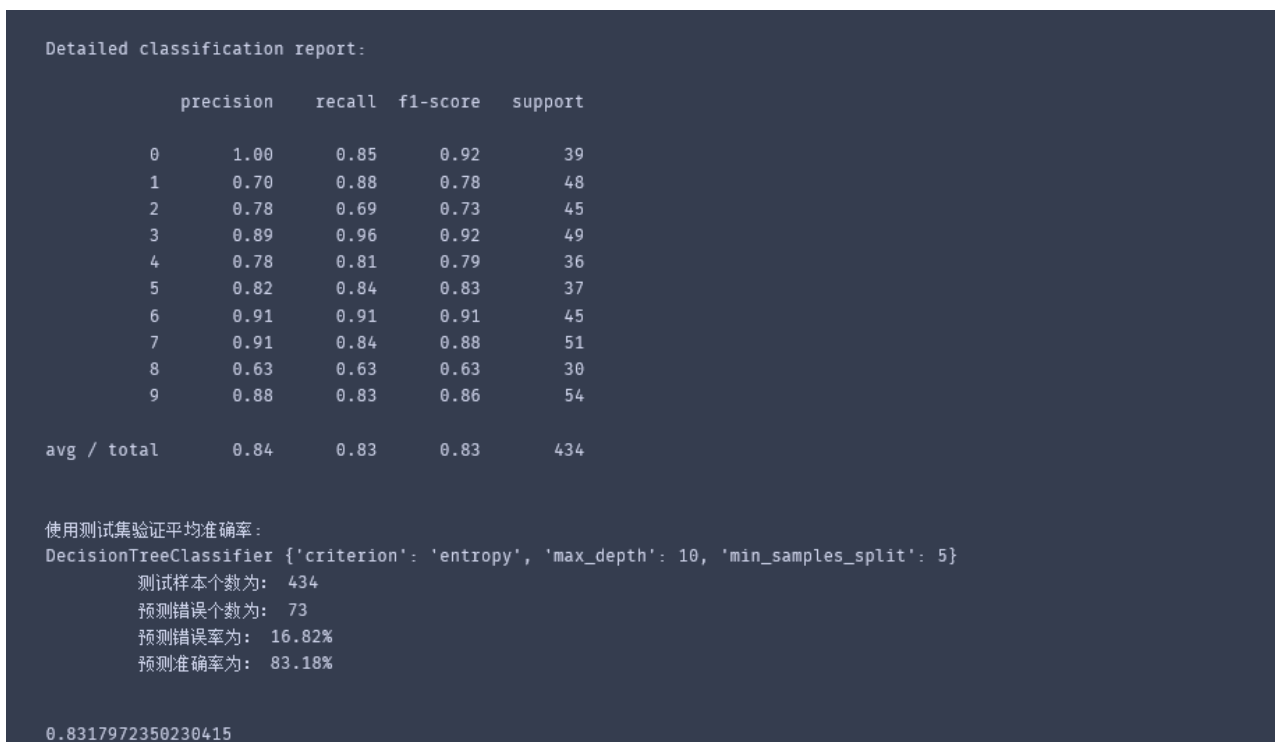 Detailed classification report:
precision recall f1-score support
0 1.00 0.85 0.92 39
1 0.70 0.88 0.78 48
2 0.78 0.69 0.73 45
3 0.89 0.96 0.92 49
4 0.78 0.81 0.79 36
5 0.82 0.84 0.83 37
6 0.91 0.91 0.91 45
7 0.91 0.84 0.88 51
8 0.63 0.63 0.63 30
9 0.88 0.83 0.86 54
avg / total 0.84 0.83 0.83 434
使用测试集验证平均准确率:
DecisionTreeClassifier {'criterion': 'entropy', 'max_depth': 10, 'min_samples_split': 5}
测试样本个数为: 434
预测错误个数为: 73
预测错误率为: 16.82%
预测准确率为: 83.18%
0.8317972350230415